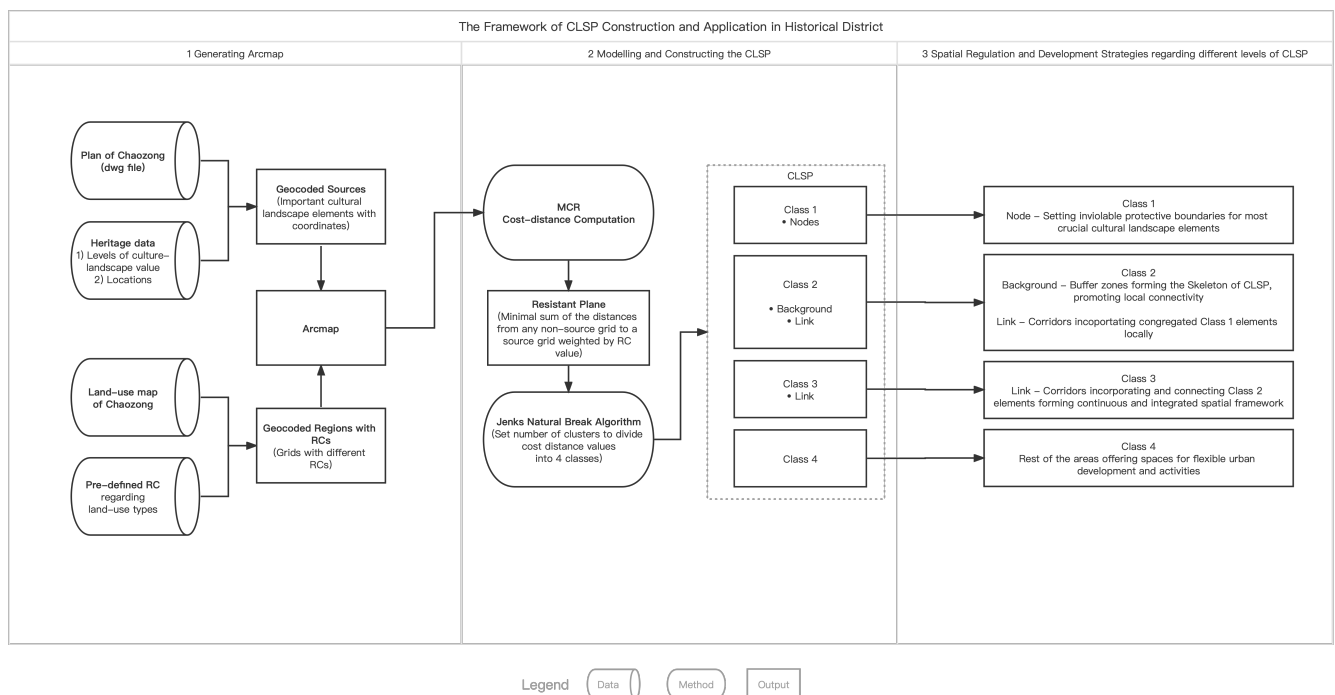 The Framework of CLSP Construction and Application in Historical District
1 Generating Arcmap
2 Modelling and Constructing the CLSP
3 Spatial Regulation and Development Strategies regarding different levels of CLSP
Plan of Chaozong
(dwg file)
Heritage data
1) Levels of culture–
landscape value
2) Locations
Geocoded Sources
(Important cultural
landscape elements with
coordinates)
Arcmap
Land–use map
of Chaozong
Pre–defined RC
regarding
land–use types
Geocoded Regions with
RCs
(Grids with different
RCs)
MCR
Cost–distance Computation
Resistant Plane
(Minimal sum of the distances
from any non–source grid to a
source grid weighted by RC
value)
Jenks Natural Break Algorithm
(Set number of clusters to divide
cost distance values
into 4 classes)
CLSP
Class 1
• Nodes
Class 2
• Background
• Link
Class 3
• Link
Class 4
Class 1
Node – Setting inviolable protective boundaries for most
crucial cultural landscape elements
Class 2
Background – Buffer zones forming the Skeleton of CLSP,
promoting local connectivity
Link – Corridors incoportating congregated Class 1 elements
locally
Class 3
Link – Corridors incorporating and connecting Class 2
elements forming continuous and integrated spatial framework
Class 4
Rest of the areas offering spaces for flexible urban
development and activities
Legend
Data
Method
Output